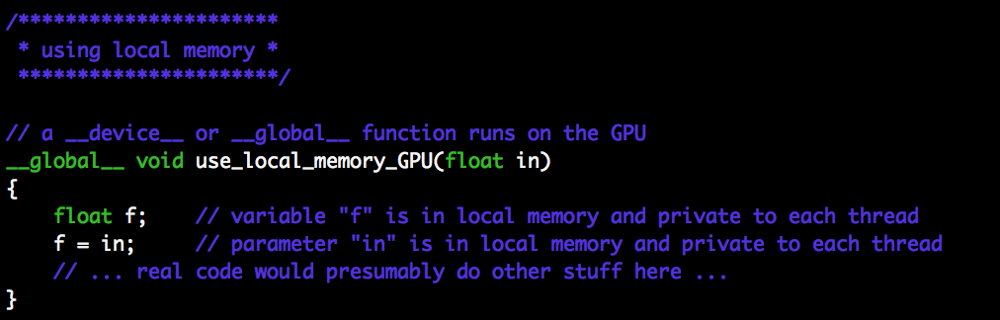 /**********************
 * using local memory *
 **********************/
// a __device__ or __global__ function runs on the GPU
__global__ void use_local_memory_GPU(float in)
{
    float f;    // variable "f" is in local memory and private to each thread
    f = in;     // parameter "in" is in local memory and private to each thread
    // ... real code would presumably do other stuff here ...
}